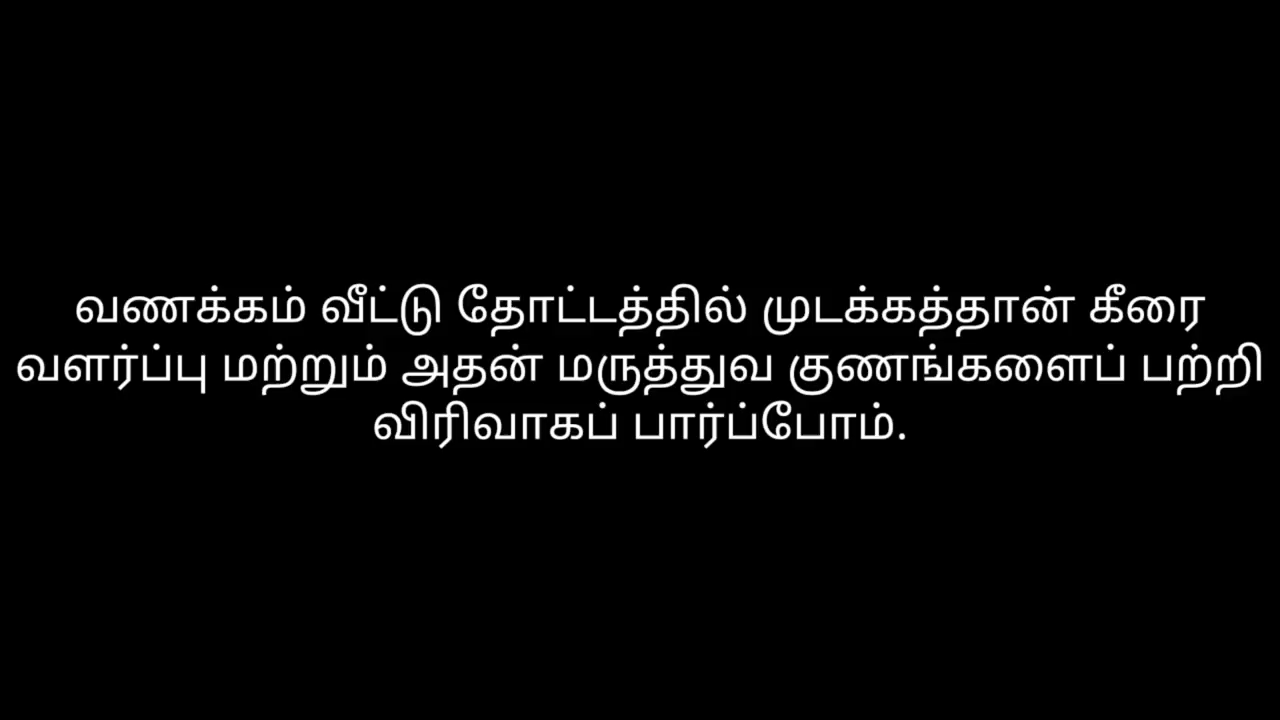 வணக்கம் வீட்டு தோட்டத்தில் முடக்கத்தான் கீரை
வளர்ப்பு மற்றும் அதன் மருத்துவ குணங்களைப் பற்றி
விரிவாகப் பார்ப்போம்.